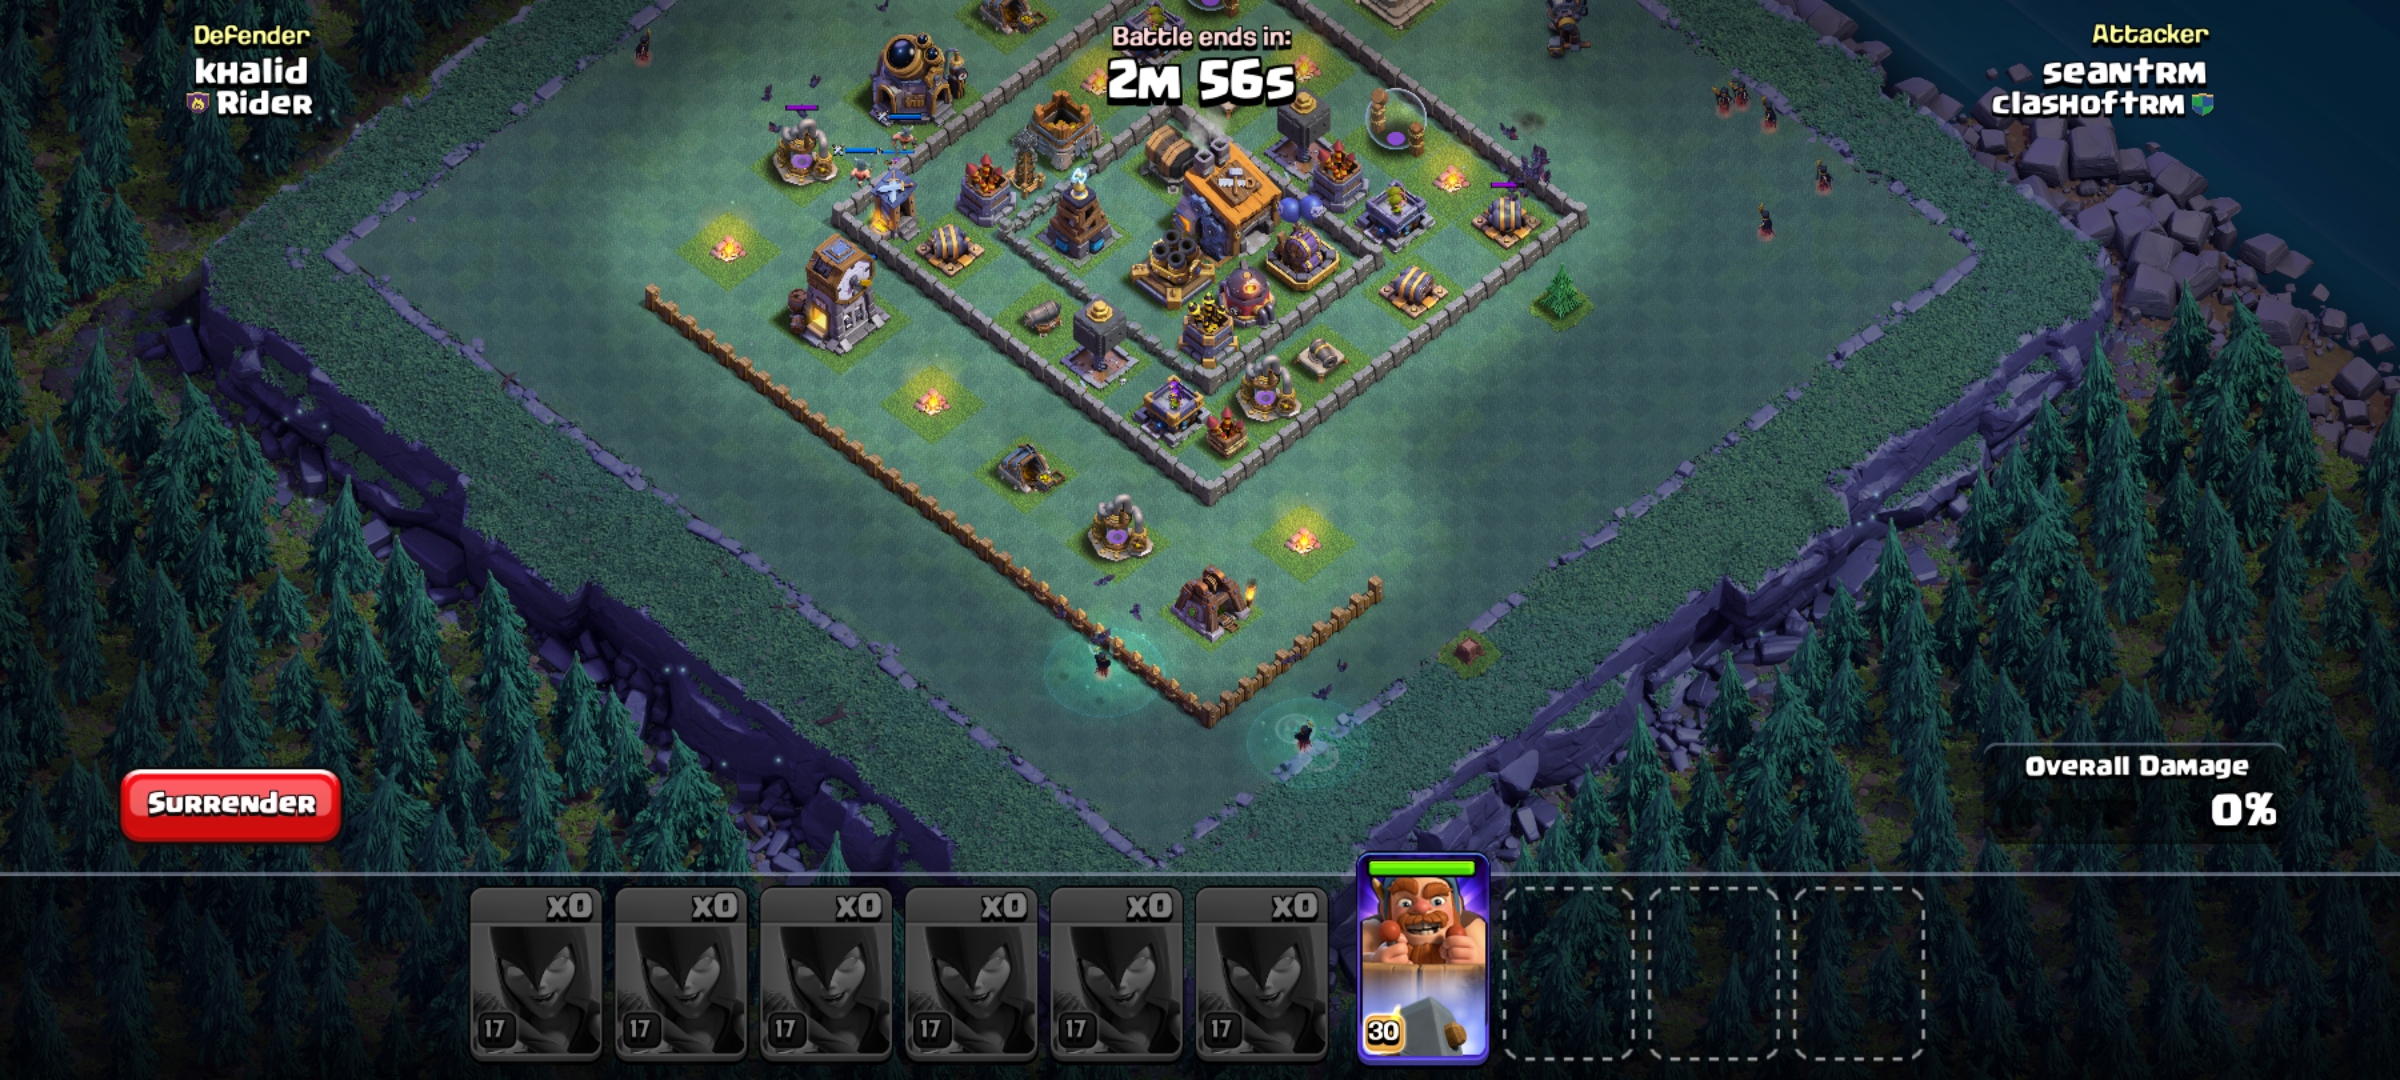 Defender
kHalid
Rider
Battle ends in:
2M 56s
Attacker
seantRM
clashoftRM
Surrender
Overall Damage
0%
x0
x0
x0
x0
x0
x0
17
17
17
17
17
17
30